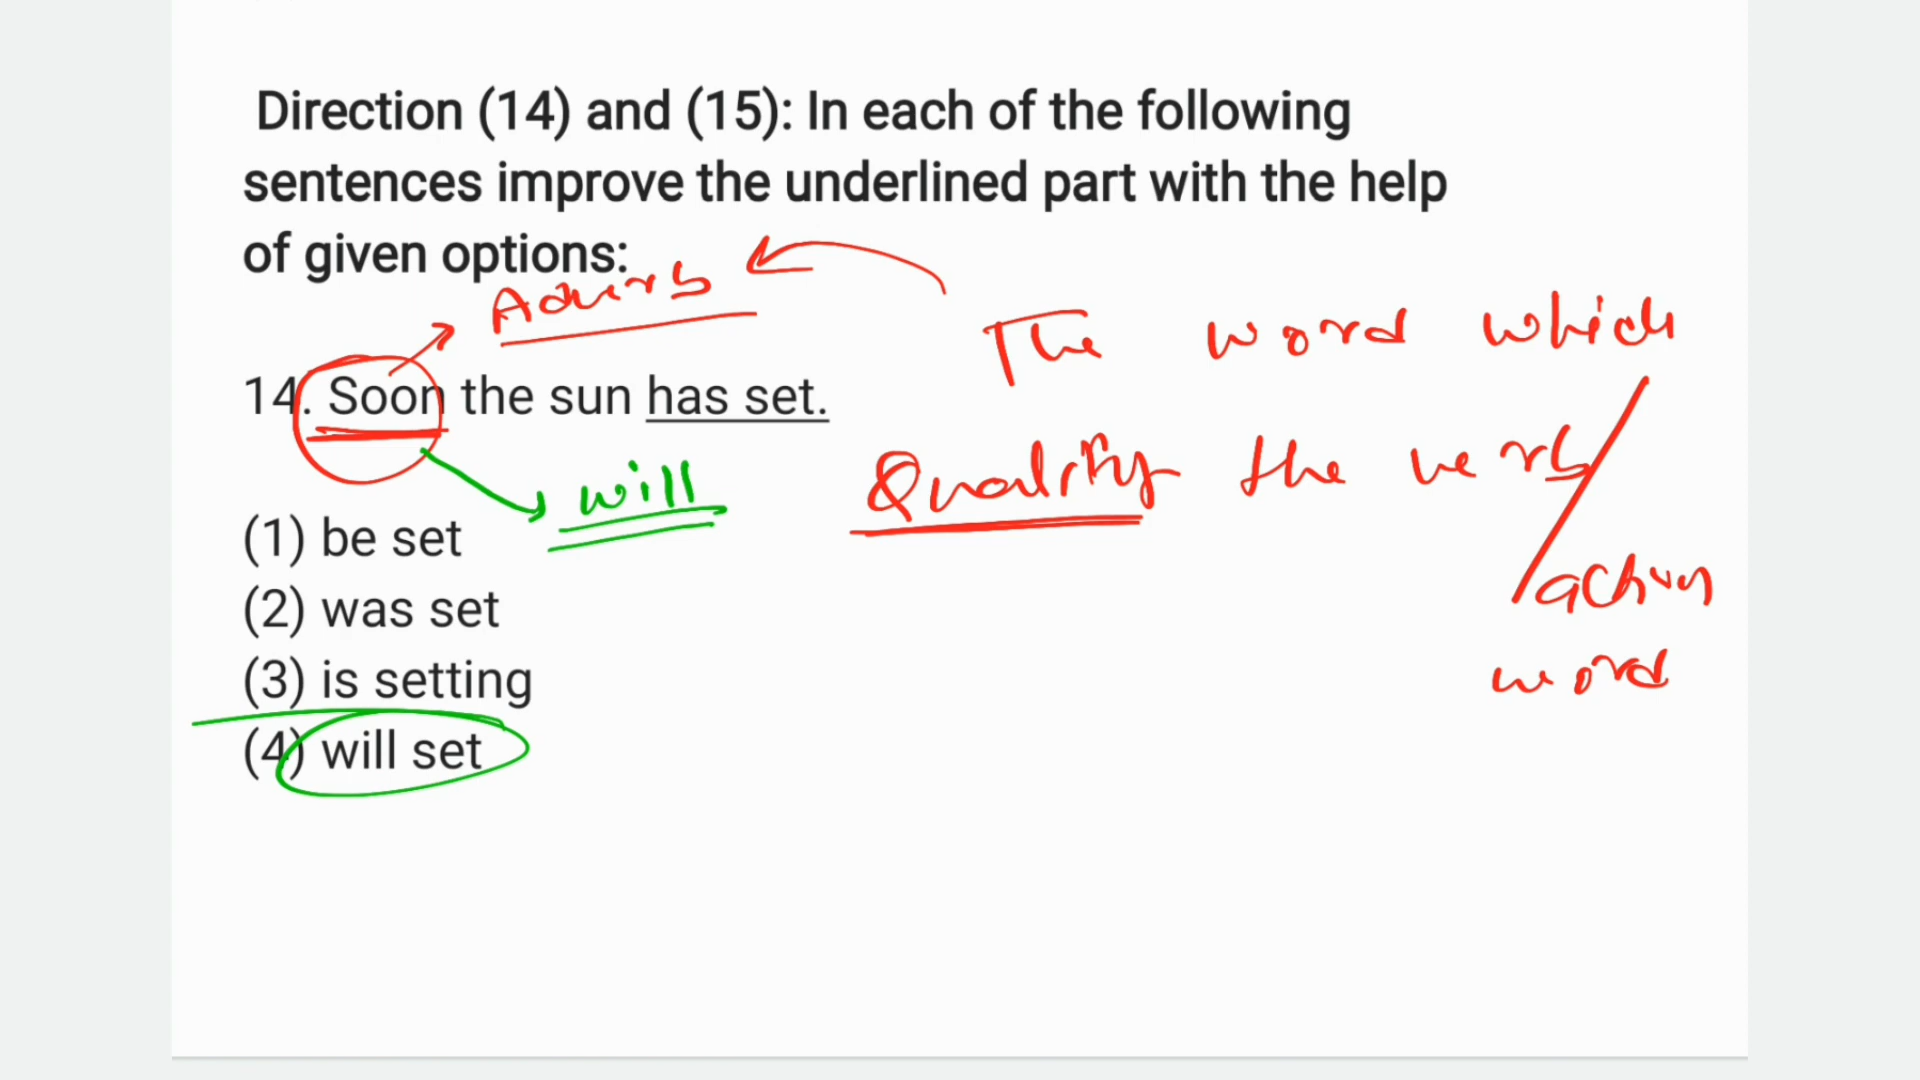 Direction (14) and (15): In each of the following
sentences improve the underlined part with the help
of given options:
Adverb
The word which
14. Soon the sun has set.
Qualify the verb
will
(1) be set
action
(2) was set
word
(3) is setting
(4) will set